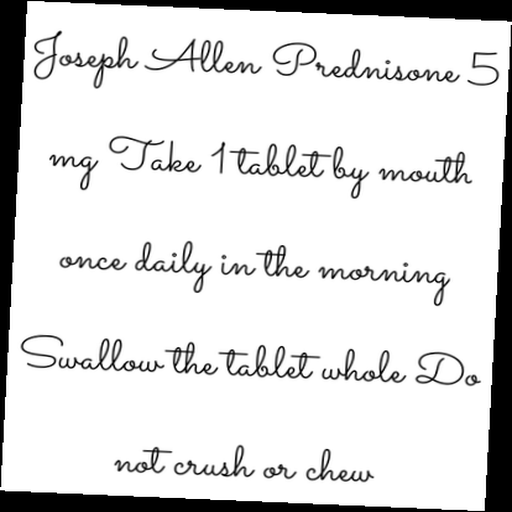 Joseph Allen Prednisone 5
mg Take 1 tablet by mouth
once daily in the morning
Swallow the tablet whole Do
not crush or chew